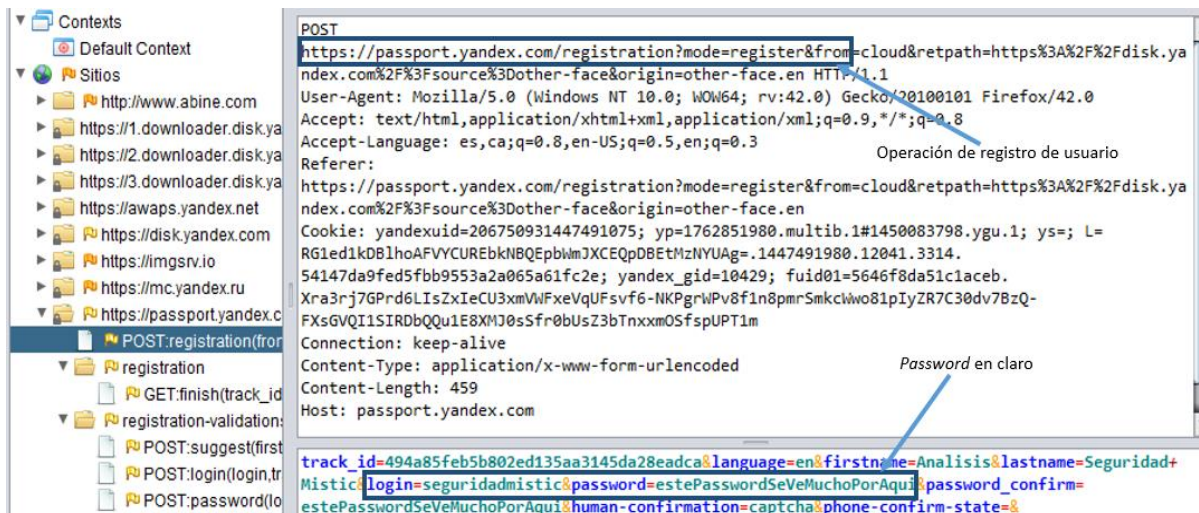 Contexts
Default Context
Sitios
http://www.abine.com
https://1.downloader.disk.ya
https://2.downloader.disk.ya
https://3.downloader.disk.ya
https://awaps.yandex.net
https://disk.yandex.com
https://imgsrv.io
https://mc.yandex.ru
https://passport.yandex.c
POST:registration(fror
registration
GET:finish(track_id
registration-validation:
POST:suggest(first
POST:login(login,tr
POST:password(lo
POST
https://passport.yandex.com/registration?mode=register&from=cloud&retpath=https%3A%2F%2Fdisk.ya
ndex.com%2F%3Fsource%3Dother-face&origin=other-face.en HTTP/1.1
User-Agent: Mozilla/5.0 (Windows NT 10.0; WOW64; rv:42.0) Gecko/20100101 Firefox/42.0
Accept: text/html,application/xhtml+xml,application/xml;q=0.9,*/*;q=0.8
Accept-Language: es,ca;q=0.8,en-US;q=0.5,en;q=0.3
Operación de registro de usuario
Referer:
https://passport.yandex.com/registration?mode=register&from=cloud&retpath=https%3A%2F%2Fdisk.ya
ndex.com%2F%3Fsource%3Dother-face&origin=other-face.en
Cookie: yandexuid=206750931447491075; yp=1762851980.multib.1#1450083798.ygu.1; ys=; L=
RG1ed1kDBlhoAFVYCUREbkNBQEpbWmJXCEQpDBEtMzNYUAg=.1447491980.12041.3314.
54147da9fed5fbb9553a2a065a61fc2e; yandex_gid=10429; fuid01=5646f8da51c1aceb.
Xra3rj7GPrd6LIsZxIeCU3xmVWFxeVqUFsvf6-NKPgrWPv8f1n8pmrSmkcWwo81pIyZR7C30dv7BzQ-
FXsGVQI1SIRDbQQu1E8XMJ0sSfr0bUsZ3bTnxxmOSfspUPT1m
Connection: keep-alive
Content-Type: application/x-www-form-urlencoded
Password en claro
Content-Length: 459
Host: passport.yandex.com
track_id=494a85feb5b802ed135aa3145da28eadca&language=en&firstname=Analisis&lastname=Seguridad+
Mistic&login=seguridadmistic&password=estePasswordSeVeMuchoPorAqui&password_confirm=
estePasswordSeVeMuchoPorAqui&human-confirmation=captcha&phone-confirm-state=&